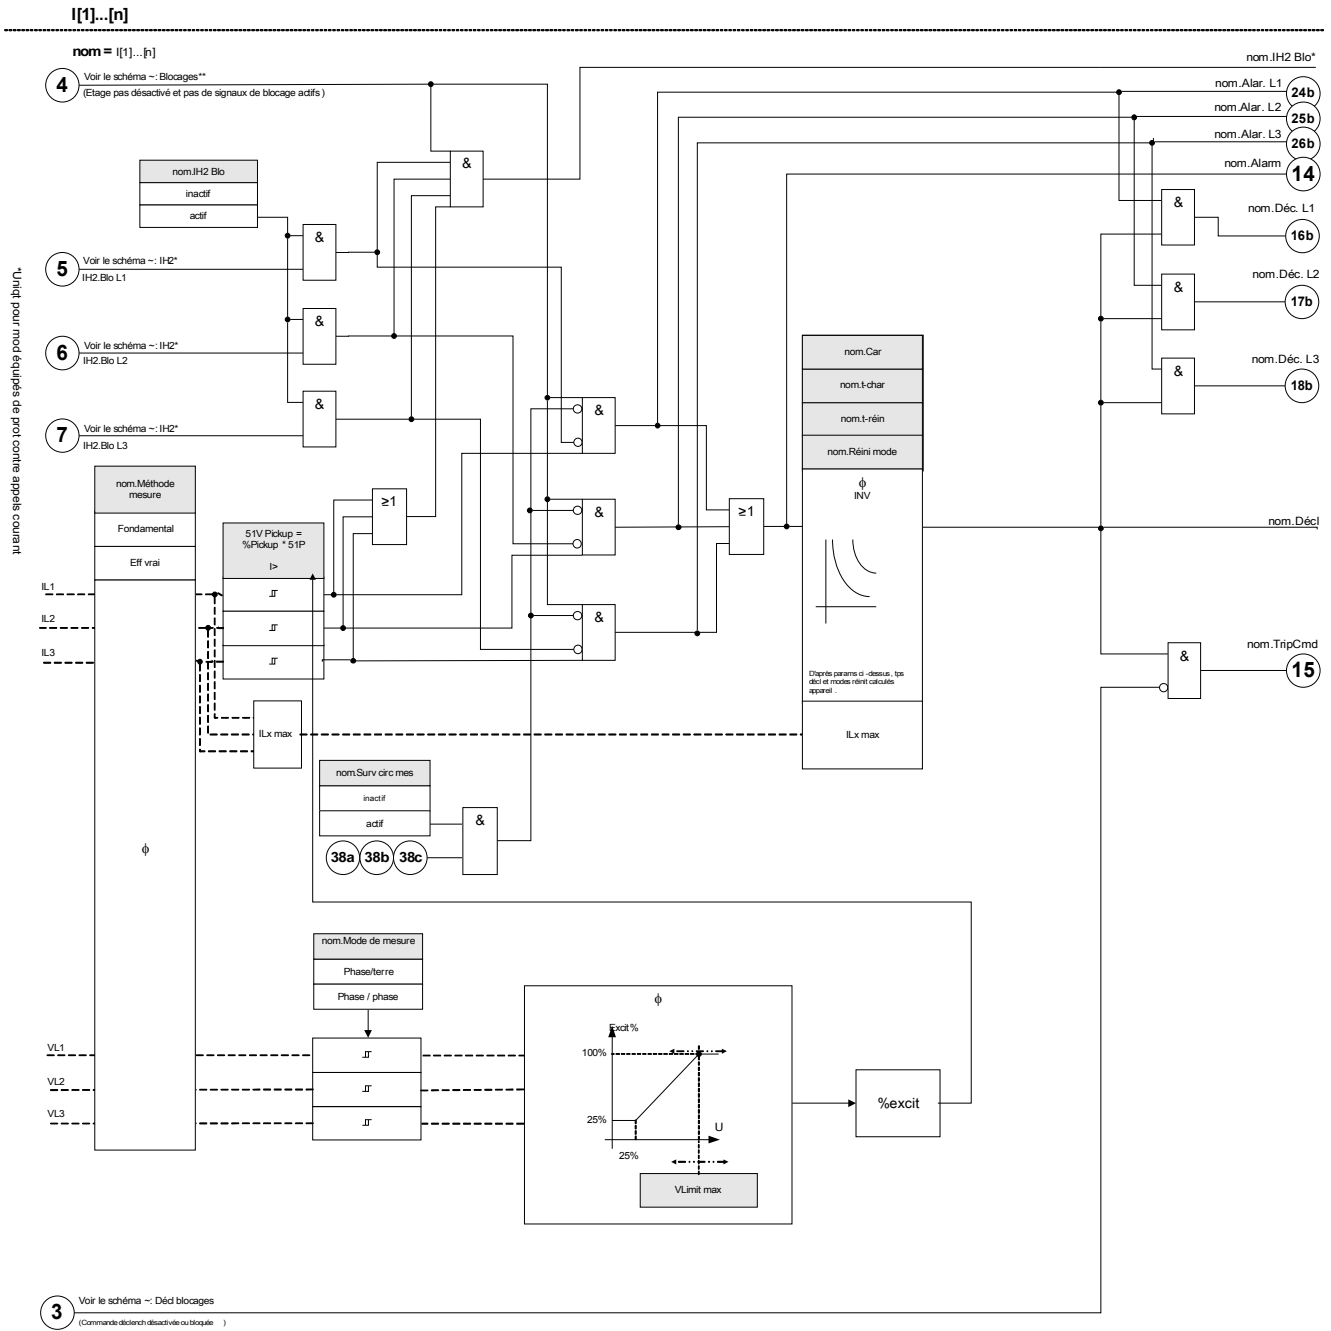 I[1]...[n]
nom = I[1]...[n]
4
Voir le schéma ~: Blocages**
(Etage pas désactivé et pas de signaux de blocage actifs )
nom.IH2 Blo*
nom.Alar. L1
24b
nom.Alar. L2
25b
nom.Alar. L3
26b
nom.Alarm
14
nom.IH2 Blo
inactif
actif
&
&
&
nom.Déc. L1
16b
5
Voir le schéma ~: IH2*
IH2.Blo L1
&
nom.Déc. L2
17b
6
Voir le schéma ~: IH2*
IH2.Blo L2
&
&
nom.Déc. L3
18b
7
Voir le schéma ~: IH2*
IH2.Blo L3
&
&
*Uniqt pour mod équipés de prot contre appels courant
nom.Car
nom.t-char
nom.t-réin
nom.Réini mode
ϕ
INV
nom.Méthode
mesure
Fondamental
Eff vrai
ϕ
51V Pickup =
%Pickup * 51P
I>
≥1
&
≥1
nom.Décl
IL1
IL2
IL3
&
D'après params ci -dessus , tps
décl et modes réinit calculés
appareil .
ILx max
ILx max
&
nom.TripCmd
15
nom.Surv circ mes
inactif
actif
&
38a
38b
38c
nom.Mode de mesure
Phase/terre
Phase / phase
VL1
VL2
VL3
ϕ
Excit%
100%
25%
U
25%
VLimit max
%excit
3
Voir le schéma ~: Décl blocages
(Commande déclench désactivée ou bloquée )